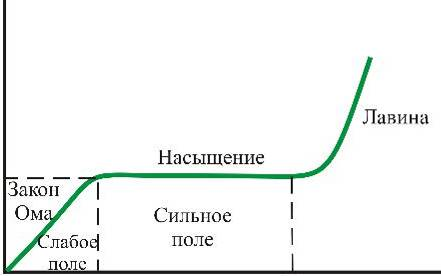 Насыщение
Лавина
Закон
Ома
Слабое
поле
Сильное
поле